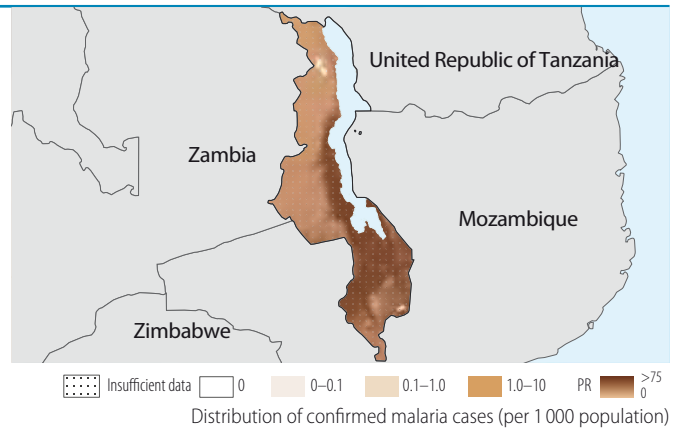 United Republic of Tanzania
Zambia
Mozambique
Zimbabwe
Insufficient data 0 0–0.1 0.1–1.0 1.0–10 PR >75
0
Distribution of confirmed malaria cases (per 1 000 population)